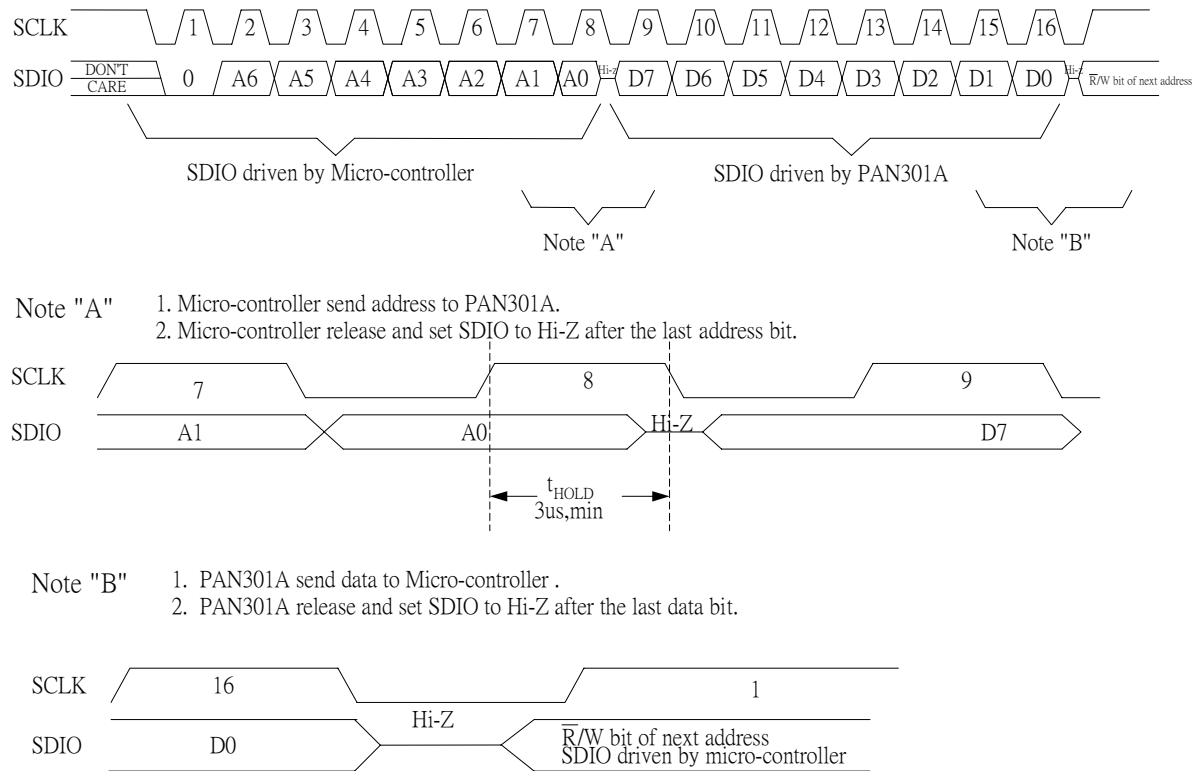 SCLK 1 2 3 4 5 6 7 8 9 10 11 12 13 14 15 16
SDIO DON'T CARE 0 A6 A5 A4 A3 A2 A1 A0 Hi-z D7 D6 D5 D4 D3 D2 D1 D0 Hi-z R̅/W bit of next address
SDIO driven by Micro-controller SDIO driven by PAN301A
Note "A" Note "B"
Note "A" 1. Micro-controller send address to PAN301A.
2. Micro-controller release and set SDIO to Hi-Z after the last address bit.
SCLK 7 8 9
SDIO A1 A0 Hi-Z D7
tHOLD
3us,min
Note "B" 1. PAN301A send data to Micro-controller .
2. PAN301A release and set SDIO to Hi-Z after the last data bit.
SCLK 16 1
Hi-Z
SDIO D0 R̅/W bit of next address
SDIO driven by micro-controller